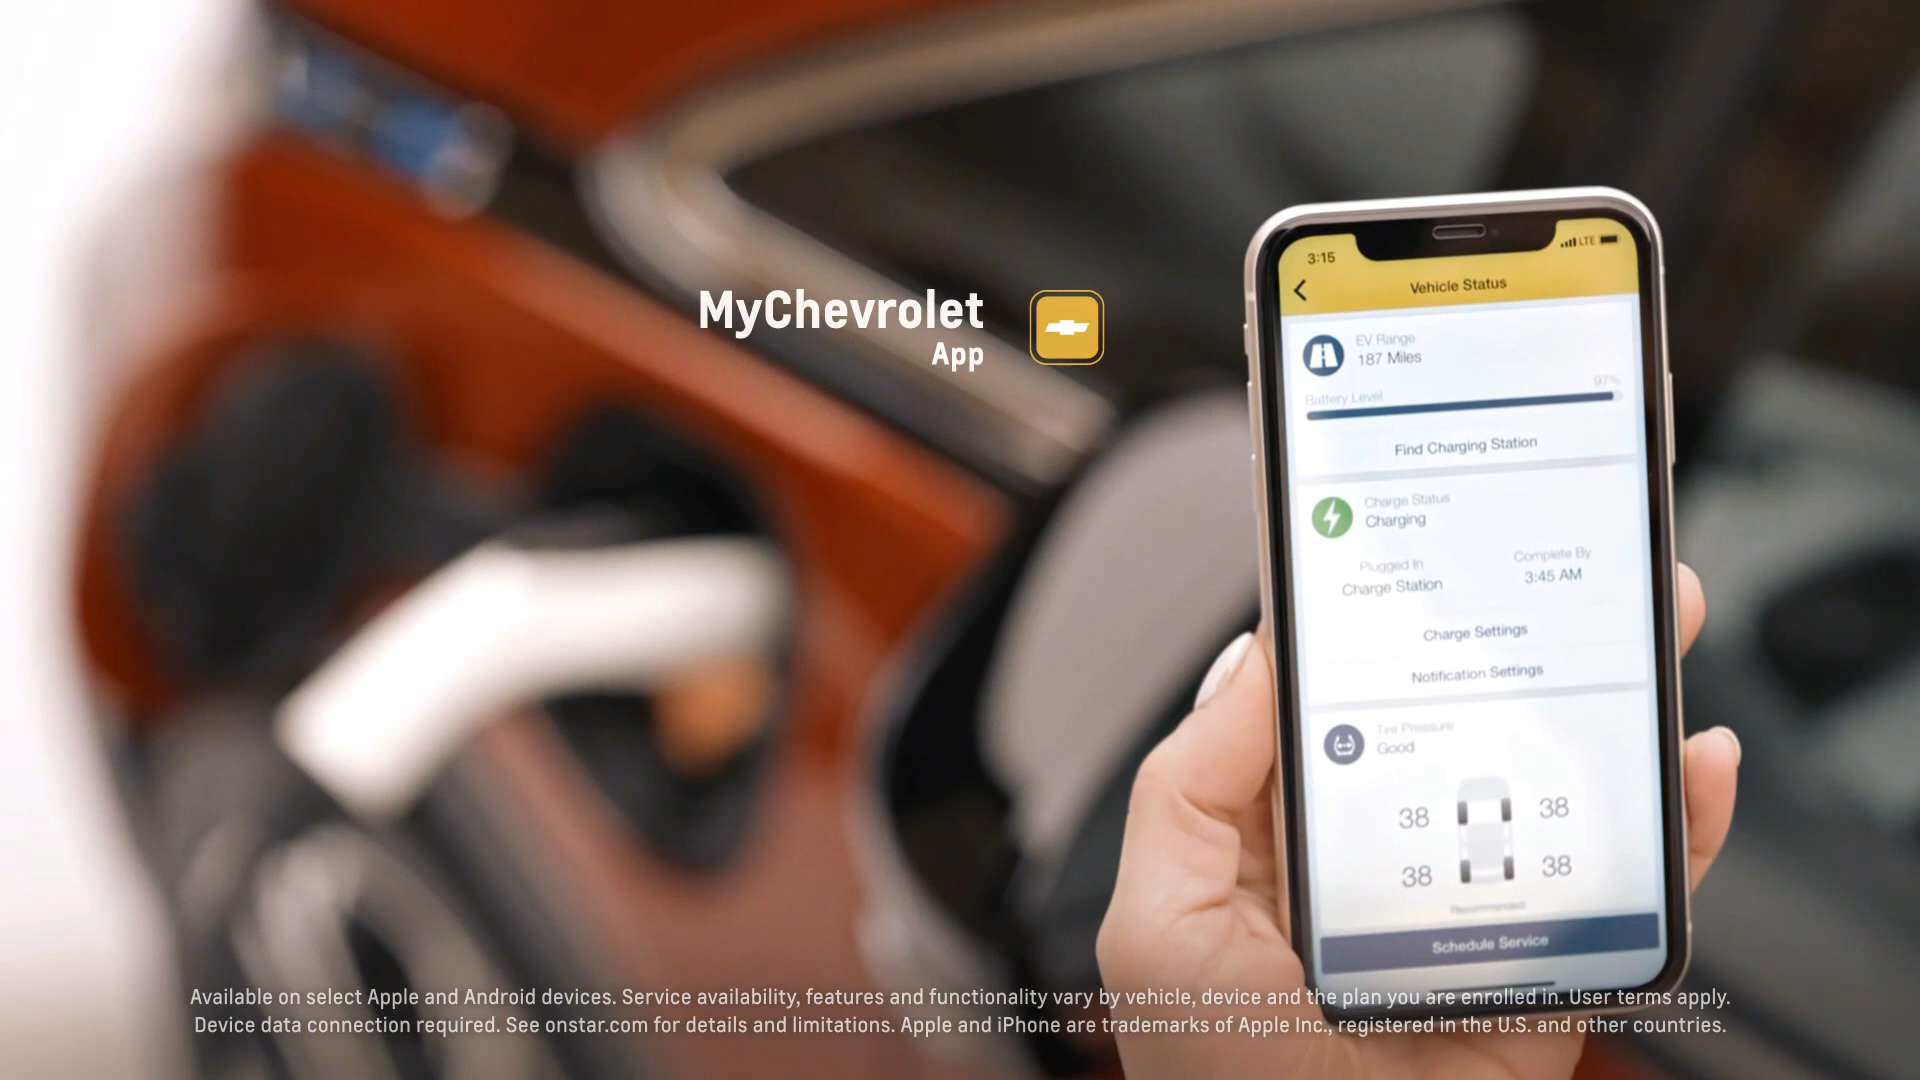 MyChevrolet
App
3:15
LTE
Vehicle Status
EV Range
187 Miles
Battery Level
97%
Find Charging Station
Charge Status
Charging
Plugged In
Complete By
Charge Station
3:45 AM
Charge Settings
Notification Settings
Tire Pressure
Good
38
38
38
38
Recommended
Schedule Service
Available on select Apple and Android devices. Service availability, features and functionality vary by vehicle, device and the plan you are enrolled in. User terms apply.
Device data connection required. See onstar.com for details and limitations. Apple and iPhone are trademarks of Apple Inc., registered in the U.S. and other countries.